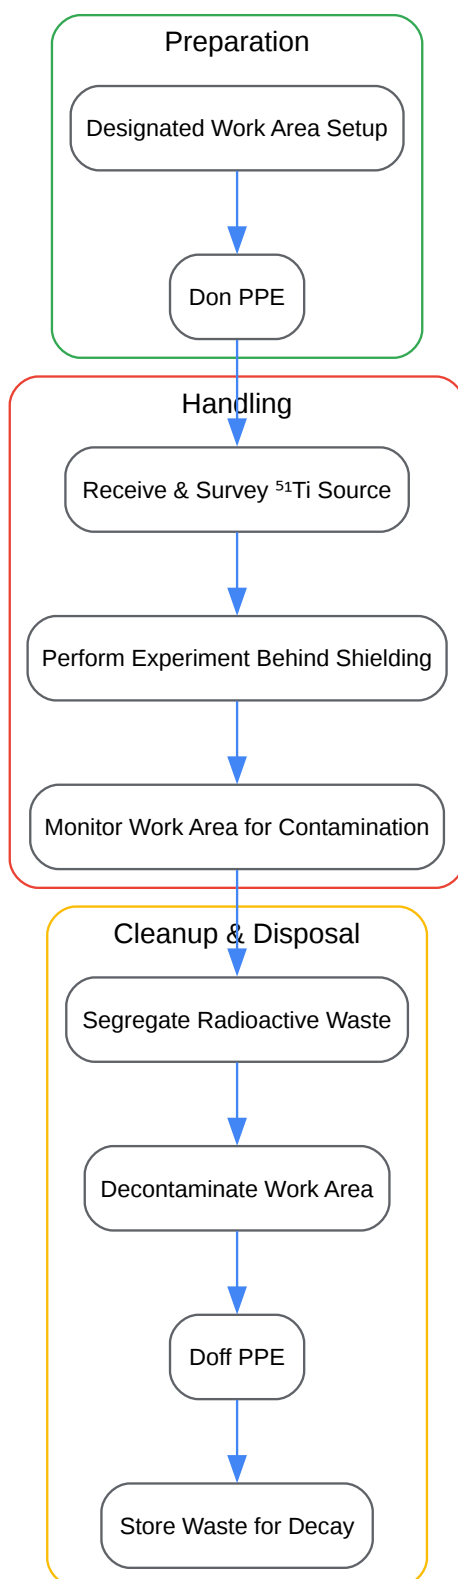 Preparation
Designated Work Area Setup
Don PPE
Handling
Receive & Survey ⁵¹Ti Source
Perform Experiment Behind Shielding
Monitor Work Area for Contamination
Cleanup & Disposal
Segregate Radioactive Waste
Decontaminate Work Area
Doff PPE
Store Waste for Decay